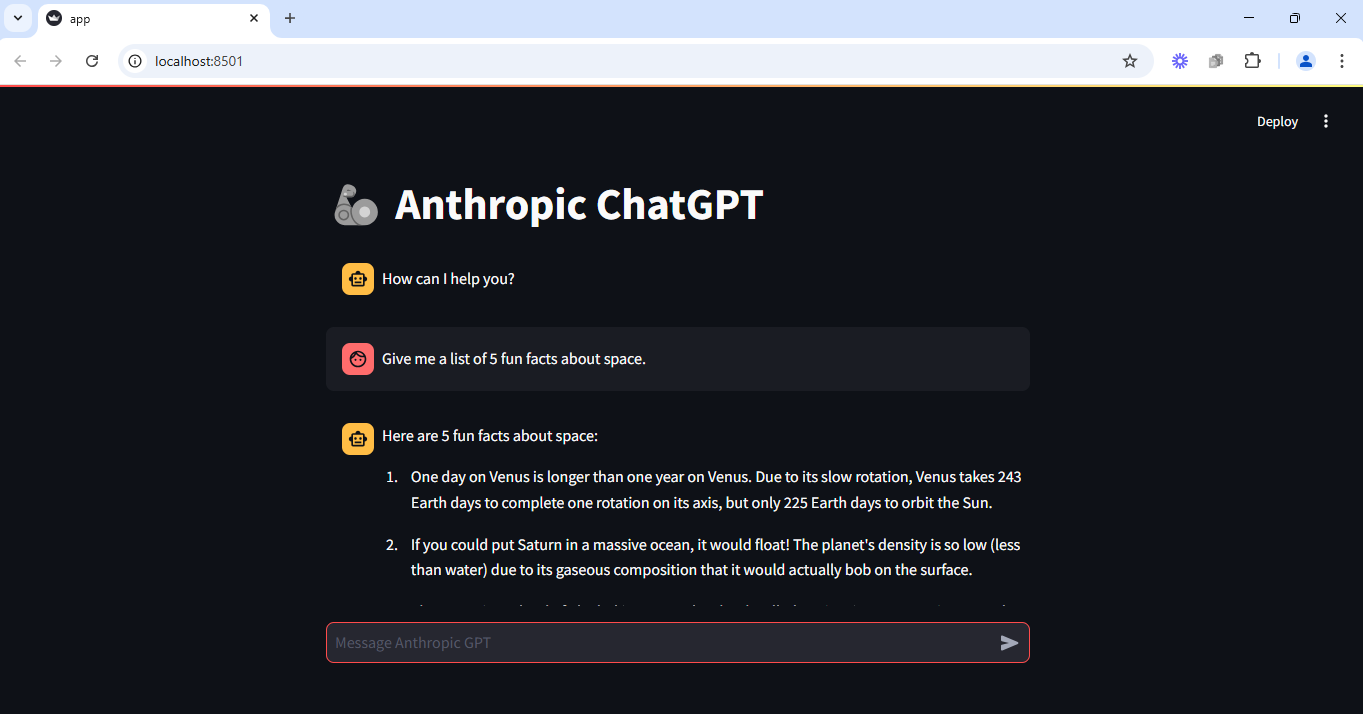 app
localhost:8501
Deploy
Anthropic ChatGPT
How can I help you?
Give me a list of 5 fun facts about space.
Here are 5 fun facts about space:
1. One day on Venus is longer than one year on Venus. Due to its slow rotation, Venus takes 243
Earth days to complete one rotation on its axis, but only 225 Earth days to orbit the Sun.
2. If you could put Saturn in a massive ocean, it would float! The planet's density is so low (less
than water) due to its gaseous composition that it would actually bob on the surface.
Message Anthropic GPT